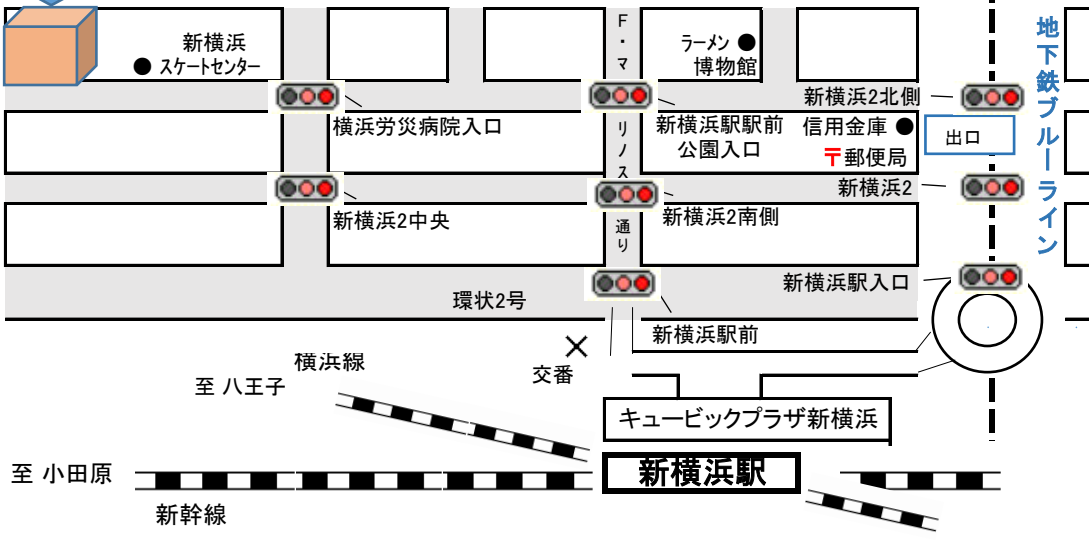 新横浜
● スケートセンター
F・マリノス通り
ラーメン ●
博物館
地下鉄ブルーライン
新横浜2北側
横浜労災病院入口
新横浜駅駅前
公園入口
信用金庫 ●
〒郵便局
出口
新横浜2
新横浜2中央
新横浜2南側
新横浜駅入口
環状2号
新横浜駅前
交番
横浜線
至 八王子
キュービックプラザ新横浜
至 小田原
新横浜駅
新幹線